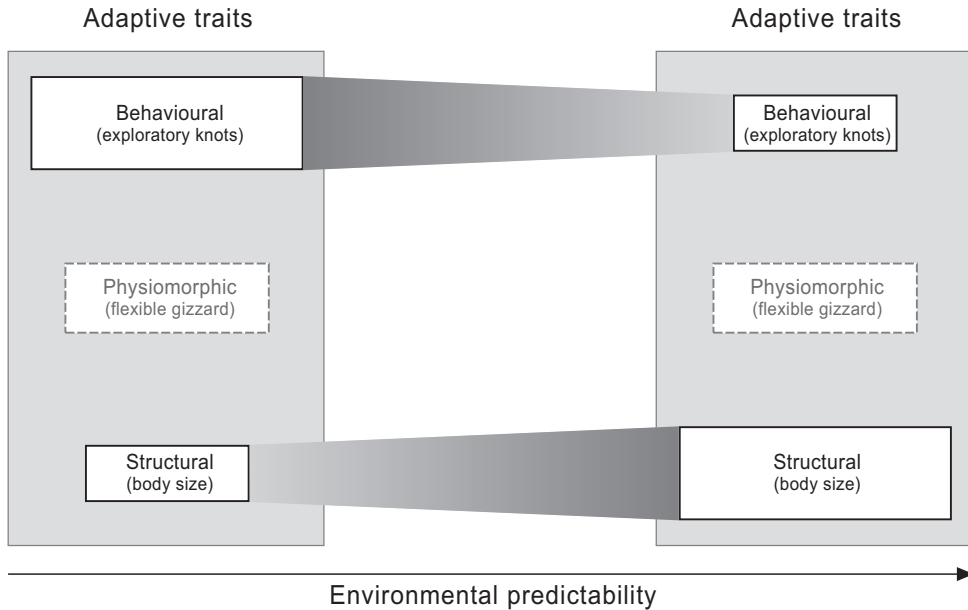 Adaptive traits
Adaptive traits
Behavioural
(exploratory knots)
Behavioural
(exploratory knots)
Physiomorphic
(flexible gizzard)
Physiomorphic
(flexible gizzard)
Structural
(body size)
Structural
(body size)
Environmental predictability